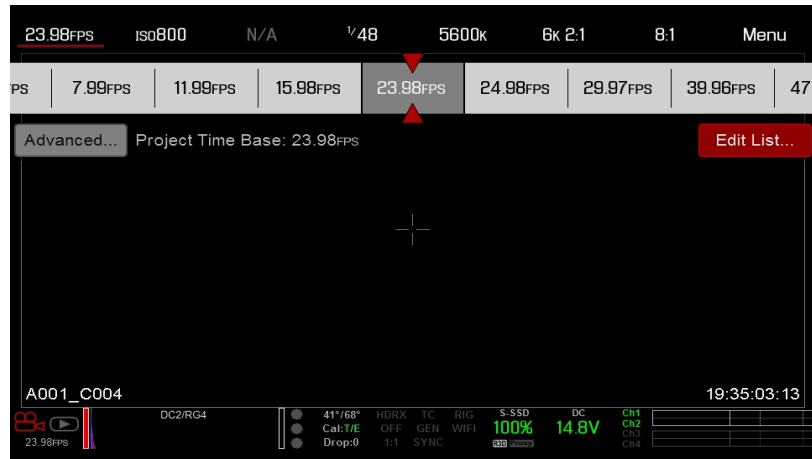 23.98FPS ISO800 N/A 1/48 5600K 6K 2:1 8:1 Menu
PS 7.99FPS 11.99FPS 15.98FPS 23.98FPS 24.98FPS 29.97FPS 39.96FPS 47
Advanced... Project Time Base: 23.98FPS Edit List...
A001_C004 19:35:03:13
DC2/RG4 41°/68° HDRX TC RIG S-SSD DC Ch1
Cal:T/E OFF GEN WIFI 100% 14.8V Ch2
23.98FPS Drop:0 1:1 SYNC R3D Proxy Ch3
Ch4